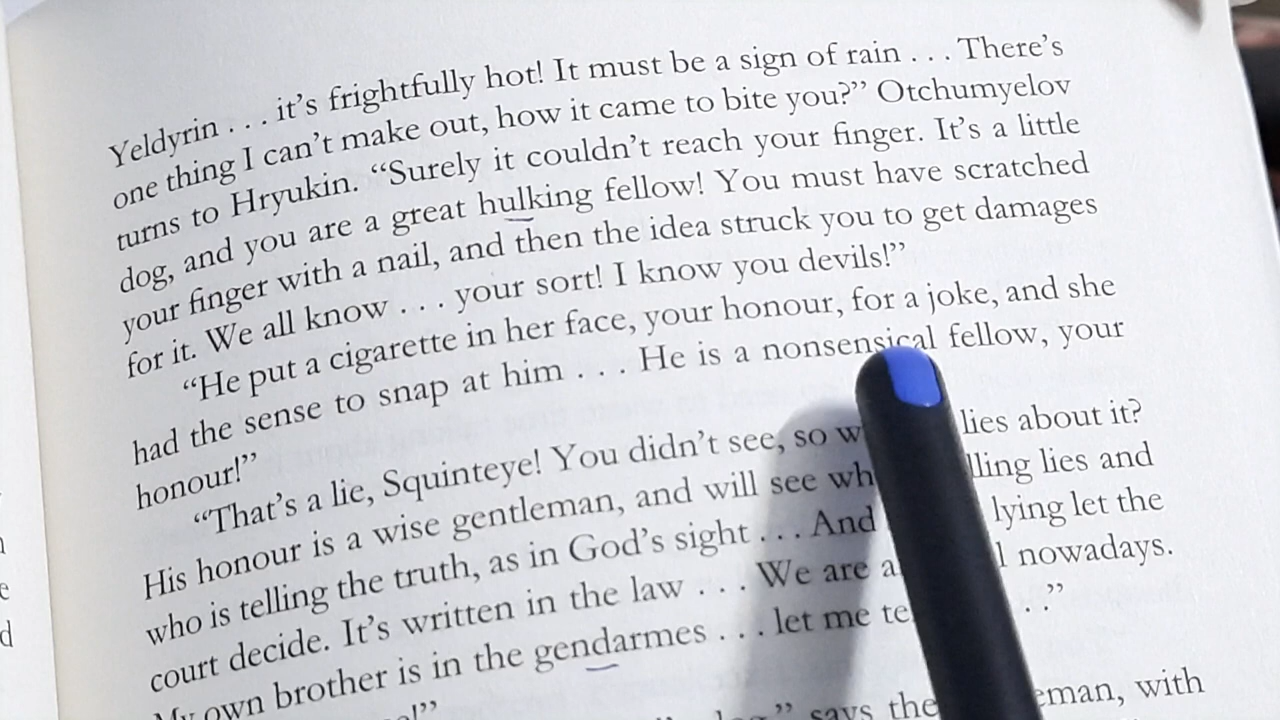 Yeldyrin . . . it’s frightfully hot! It must be a sign of rain . . . There’s
one thing I can’t make out, how it came to bite you?” Otchumyelov
turns to Hryukin. “Surely it couldn’t reach your finger. It’s a little
dog, and you are a great hulking fellow! You must have scratched
your finger with a nail, and then the idea struck you to get damages
for it. We all know . . . your sort! I know you devils!”
“He put a cigarette in her face, your honour, for a joke, and she
had the sense to snap at him . . . He is a nonsensical fellow, your
honour!”
“That’s a lie, Squinteye! You didn’t see, so lies about it?
His honour is a wise gentleman, and will see lies and
who is telling the truth, as in God’s sight . . . And lying let the
court decide. It’s written in the law . . . We are nowadays.
My own brother is in the gendarmes . . . let me . .”
says the with